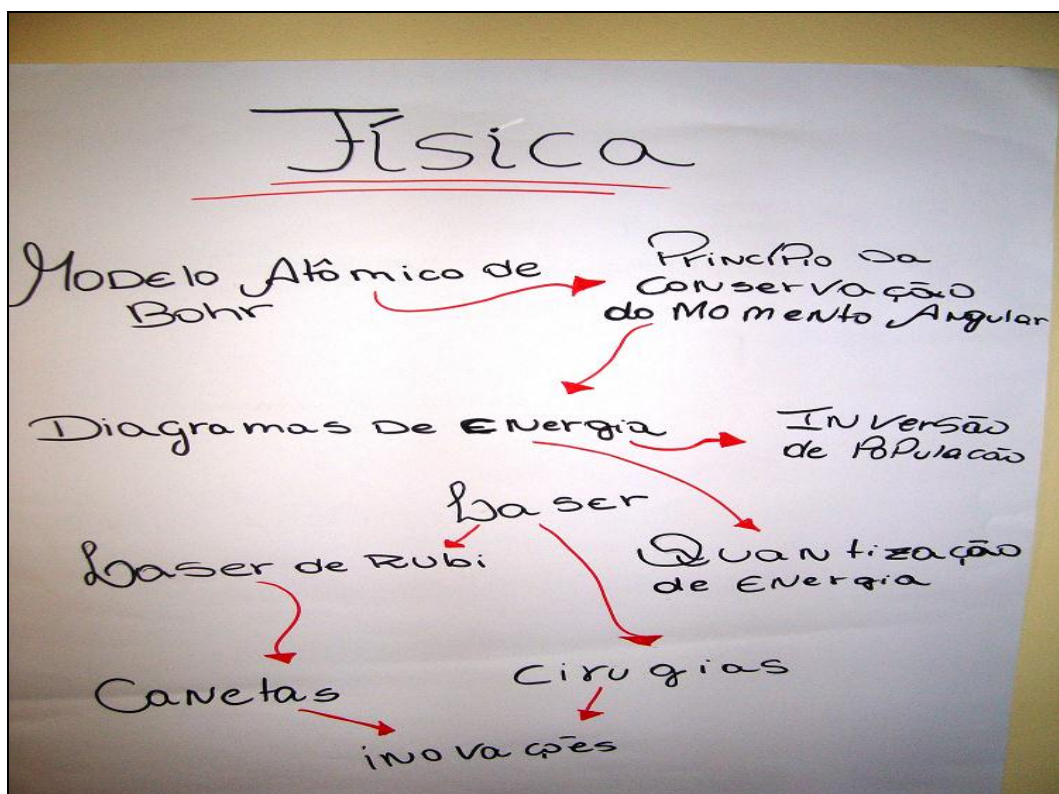 Física
Modelo Atômico de
Bohr
Princípio da
conservação
do Momento Angular
Diagramas de Energia
Inversão
de População
Laser
Laser de Rubi
Quantização
de Energia
Canetas
Cirugias
inovações